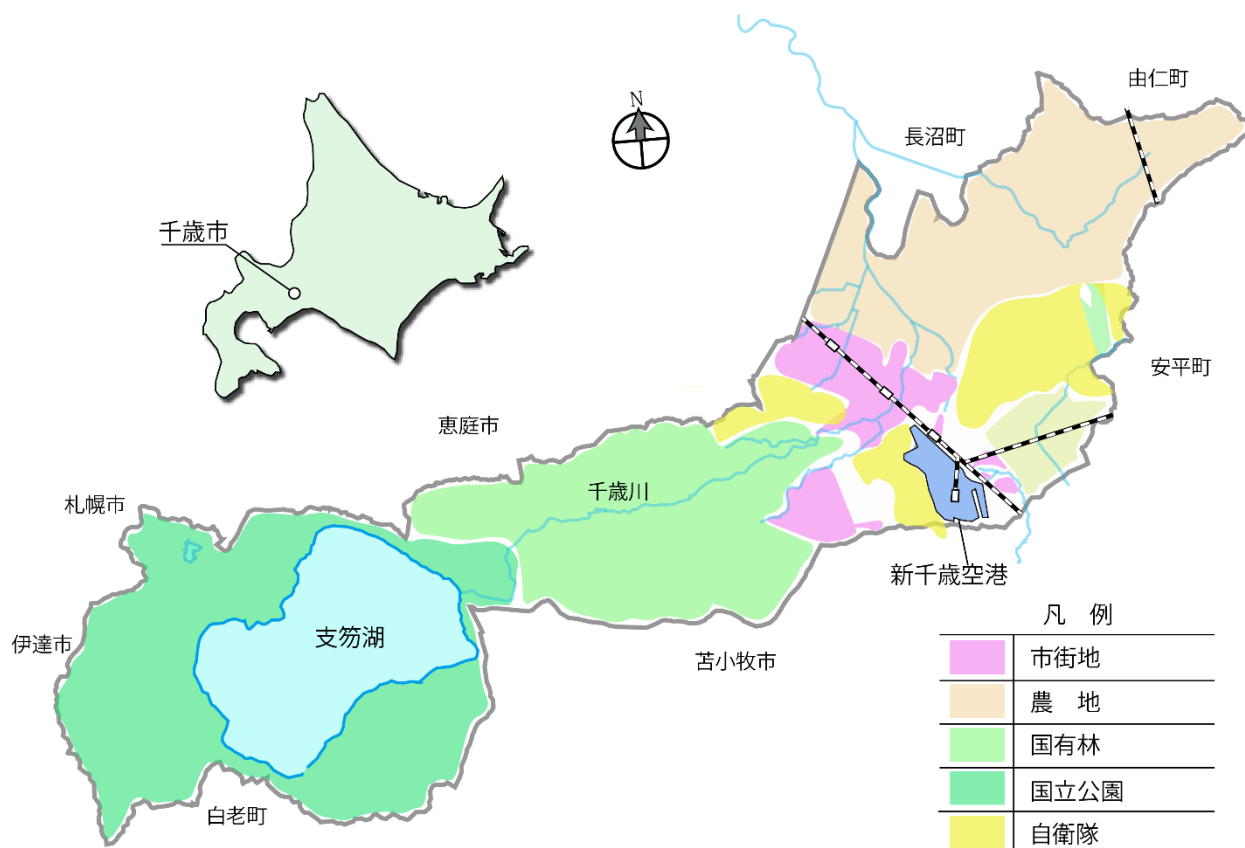 由仁町
N
長沼町
千歳市
安平町
恵庭市
千歳川
札幌市
新千歳空港
凡 例
伊達市
支笏湖
苫小牧市
市街地
農 地
国有林
国立公園
白老町
自衛隊